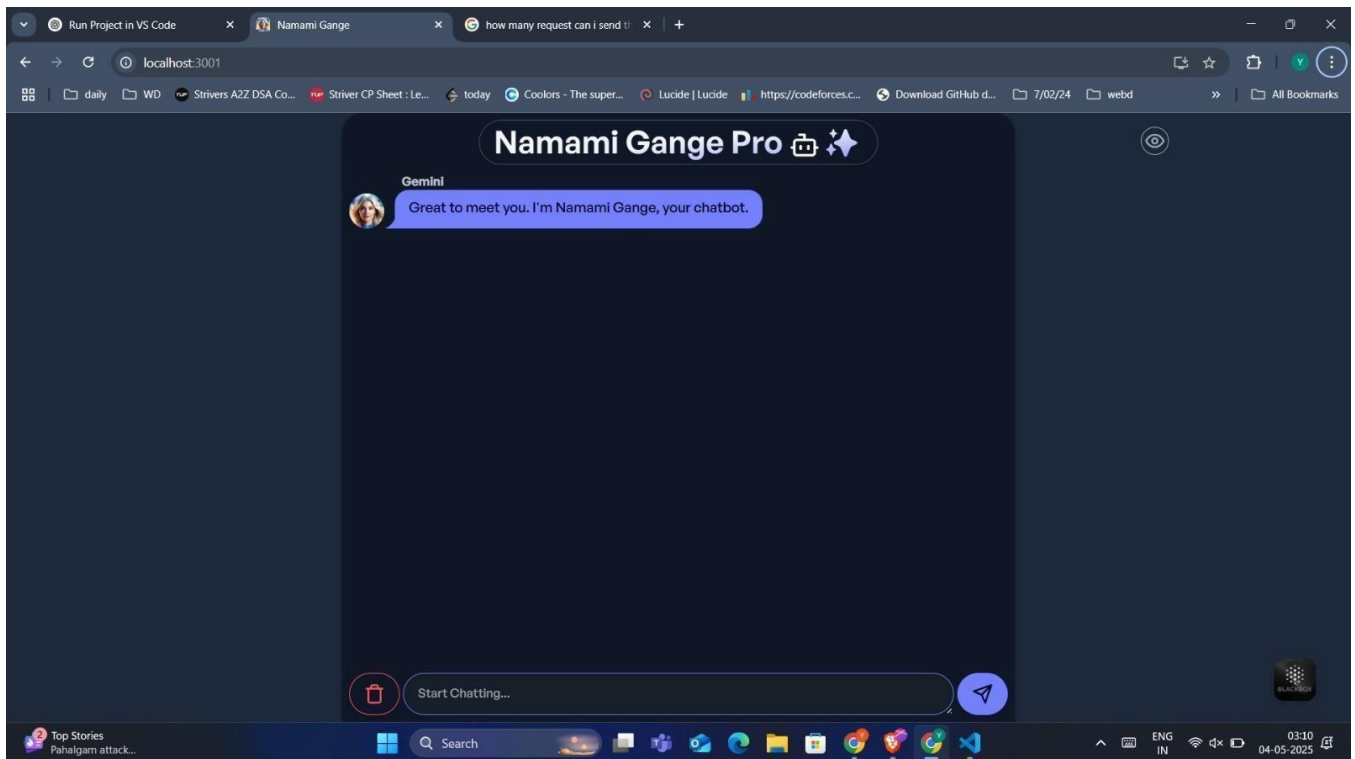 Run Project in VS Code
Namami Gange
how many request can i send th
localhost:3001
daily
WD
Strivers A2Z DSA Co...
Striver CP Sheet : Le...
today
Coolors - The super...
Lucide | Lucide
https://codeforces.c...
Download GitHub d...
7/02/24
webd
»
All Bookmarks
Y
Namami Gange Pro
Gemini
Great to meet you. I'm Namami Gange, your chatbot.
Start Chatting...
BLACKBOX
2
Top Stories
Pahalgam attack...
Search
ENG
IN
03:10
04-05-2025